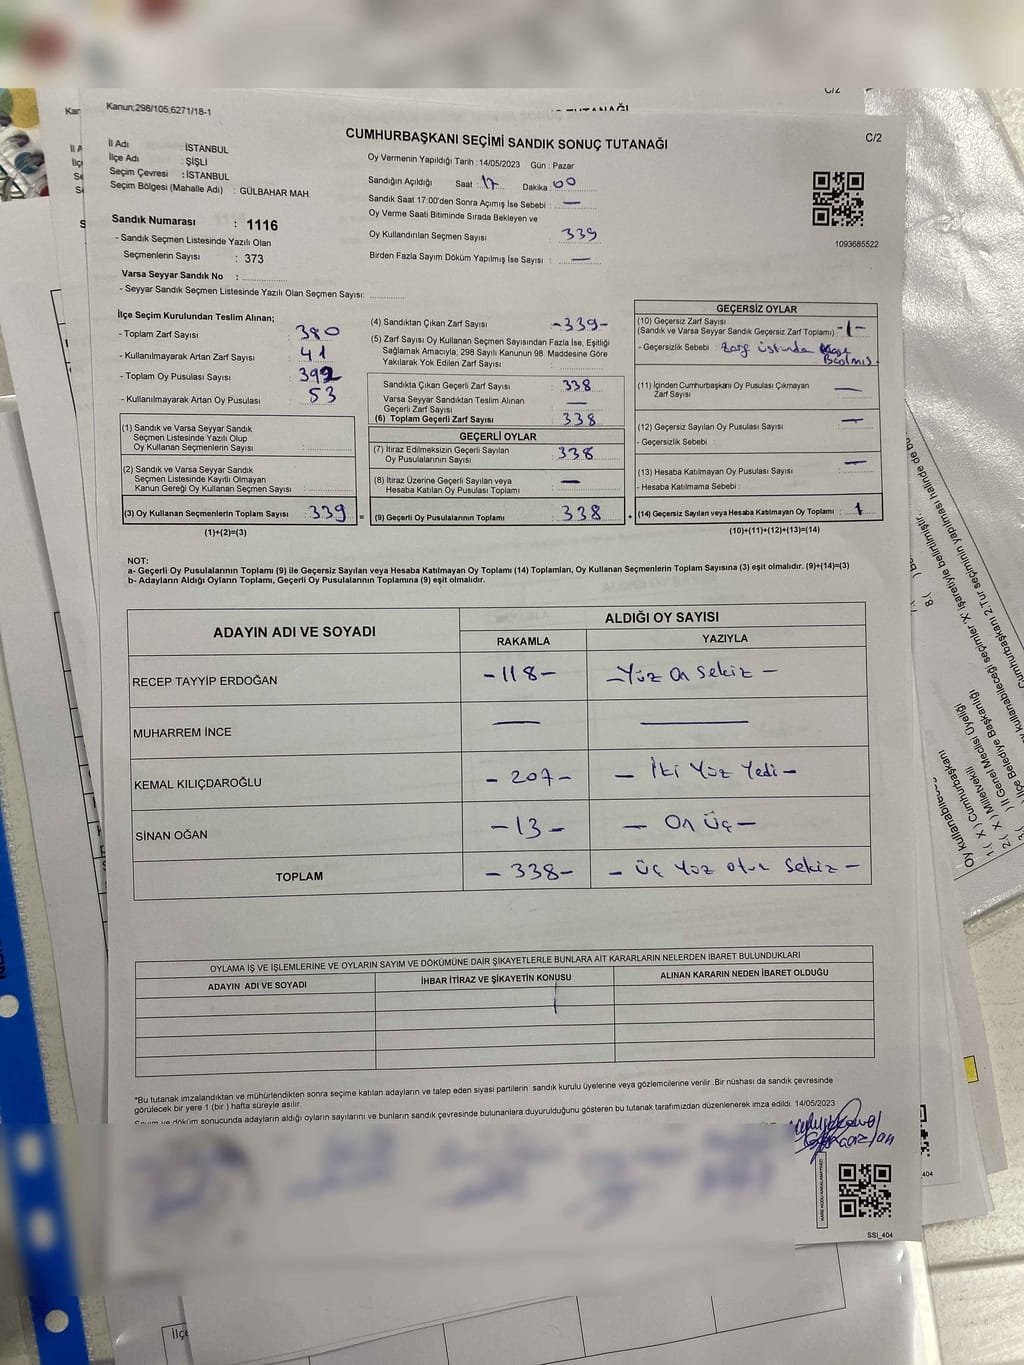 C/2
Kanun;298/105,6271/18-1
CUMHURBAŞKANI SEÇİMİ SANDIK SONUÇ TUTANAĞI
C/2
İl Adı : İSTANBUL
İlçe Adı : ŞİŞLİ
Seçim Çevresi : İSTANBUL
Seçim Bölgesi (Mahalle Adı) : GÜLBAHAR MAH.
Oy Vermenin Yapıldığı Tarih : 14/05/2023 Gün : Pazar
Sandığın Açıldığı Saat : 17 Dakika : 00
Sandık Saat 17:00'den Sonra Açımış İse Sebebi : —
Oy Verme Saati Bitiminde Sırada Bekleyen ve
Oy Kullandırılan Seçmen Sayısı : 339
Birden Fazla Sayım Döküm Yapılmış İse Sayısı : —
1093685522
Sandık Numarası : 1116
- Sandık Seçmen Listesinde Yazılı Olan
Seçmenlerin Sayısı : 373
Varsa Seyyar Sandık No :
- Seyyar Sandık Seçmen Listesinde Yazılı Olan Seçmen Sayısı:
İlçe Seçim Kurulundan Teslim Alınan;
- Toplam Zarf Sayısı : 380
- Kullanılmayarak Artan Zarf Sayısı : 41
- Toplam Oy Pusulası Sayısı : 392
- Kullanılmayarak Artan Oy Pusulası : 53
(1) Sandık ve Varsa Seyyar Sandık
Seçmen Listesinde Yazılı Olup
Oy Kullanan Seçmenlerin Sayısı :
(2) Sandık ve Varsa Seyyar Sandık
Seçmen Listesinde Kayıtlı Olmayan
Kanun Gereği Oy Kullanan Seçmen Sayısı :
(3) Oy Kullanan Seçmenlerin Toplam Sayısı : 339 =
(1)+(2)=(3)
(4) Sandıktan Çıkan Zarf Sayısı : -339-
(5) Zarf Sayısı Oy Kullanan Seçmen Sayısından Fazla İse, Eşitliği
Sağlamak Amacıyla; 298 Sayılı Kanunun 98. Maddesine Göre
Yakılarak Yok Edilen Zarf Sayısı :
Sandıkta Çıkan Geçerli Zarf Sayısı : 338
Varsa Seyyar Sandıktan Teslim Alınan
Geçerli Zarf Sayısı : —
(6) Toplam Geçerli Zarf Sayısı : 338
GEÇERLİ OYLAR
(7) İtiraz Edilmeksizin Geçerli Sayılan
Oy Pusulalarının Sayısı : 338
(8) İtiraz Üzerine Geçerli Sayılan veya
Hesaba Katılan Oy Pusulası Toplamı : —
(9) Geçerli Oy Pusulalarının Toplamı : 338 +
GEÇERSİZ OYLAR
(10) Geçersiz Zarf Sayısı
(Sandık ve Varsa Seyyar Sandık Geçersiz Zarf Toplamı) : -1-
- Geçersizlik Sebebi : Zarf üstünde
(11) İçinden Cumhurbaşkanı Oy Pusulası Çıkmayan
Zarf Sayısı : —
(12) Geçersiz Sayılan Oy Pusulası Sayısı : —
- Geçersizlik Sebebi :
(13) Hesaba Katılmayan Oy Pusulası Sayısı : —
- Hesaba Katılmama Sebebi :
(14) Geçersiz Sayılan veya Hesaba Katılmayan Oy Toplamı : 1
(10)+(11)+(12)+(13)=(14)
NOT:
a- Geçerli Oy Pusulalarının Toplamı (9) ile Geçersiz Sayılan veya Hesaba Katılmayan Oy Toplamı (14) Toplamları, Oy Kullanan Seçmenlerin Toplam Sayısına (3) eşit olmalıdır. (9)+(14)=(3)
b- Adayların Aldığı Oyların Toplamı, Geçerli Oy Pusulalarının Toplamına (9) eşit olmalıdır.
ADAYIN ADI VE SOYADI ALDIĞI OY SAYISI
RAKAMLA YAZIYLA
RECEP TAYYİP ERDOĞAN -118- -Yüz On Sekiz -
MUHARREM İNCE — —
KEMAL KILIÇDAROĞLU - 207 - - İki Yüz Yedi -
SİNAN OĞAN - 13 - - On Üç -
TOPLAM - 338 - - Üç Yüz otuz Sekiz -
OYLAMA İŞ VE İŞLEMLERİNE VE OYLARIN SAYIM VE DÖKÜMÜNE DAİR ŞİKAYETLERLE BUNLARA AİT KARARLARIN NELERDEN İBARET BULUNDUKLARI
ADAYIN ADI VE SOYADI İHBAR İTİRAZ VE ŞİKAYETİN KONUSU ALINAN KARARIN NEDEN İBARET OLDUĞU
*Bu tutanak imzalandıktan ve mühürlendikten sonra seçime katılan adayların ve talep eden siyasi partilerin sandık kurulu üyelerine veya gözlemcilerine verilir .Bir nüshası da sandık çevresinde
görülecek bir yere 1 (bir ) hafta süreyle asılır.
Sayım ve döküm sonucunda adayların aldığı oyların sayılarını ve bunların sandık çevresinde bulunanlara duyurulduğunu gösteren bu tutanak tarafımızdan düzenlenerek imza edildi. 14/05/2023
SSI_404